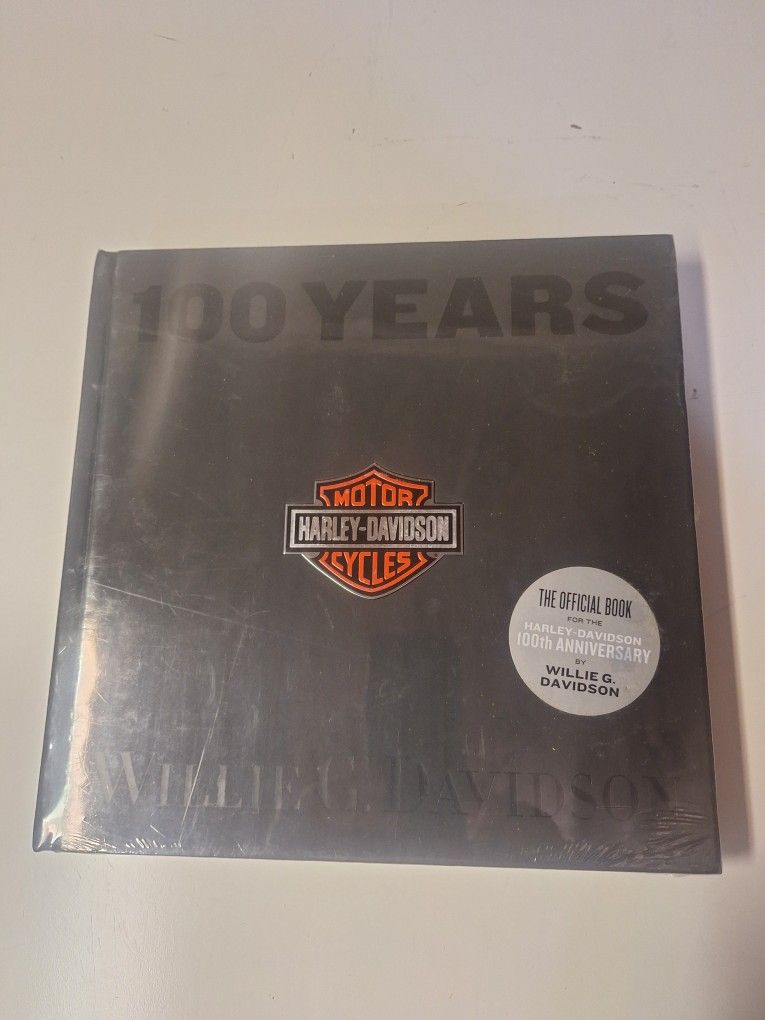 100 YEARS
MOTOR
HARLEY-DAVIDSON
CYCLES
THE OFFICIAL BOOK
FOR THE
HARLEY-DAVIDSON
100th ANNIVERSARY
BY
WILLIE G.
DAVIDSON
WILLIE G. DAVIDSON